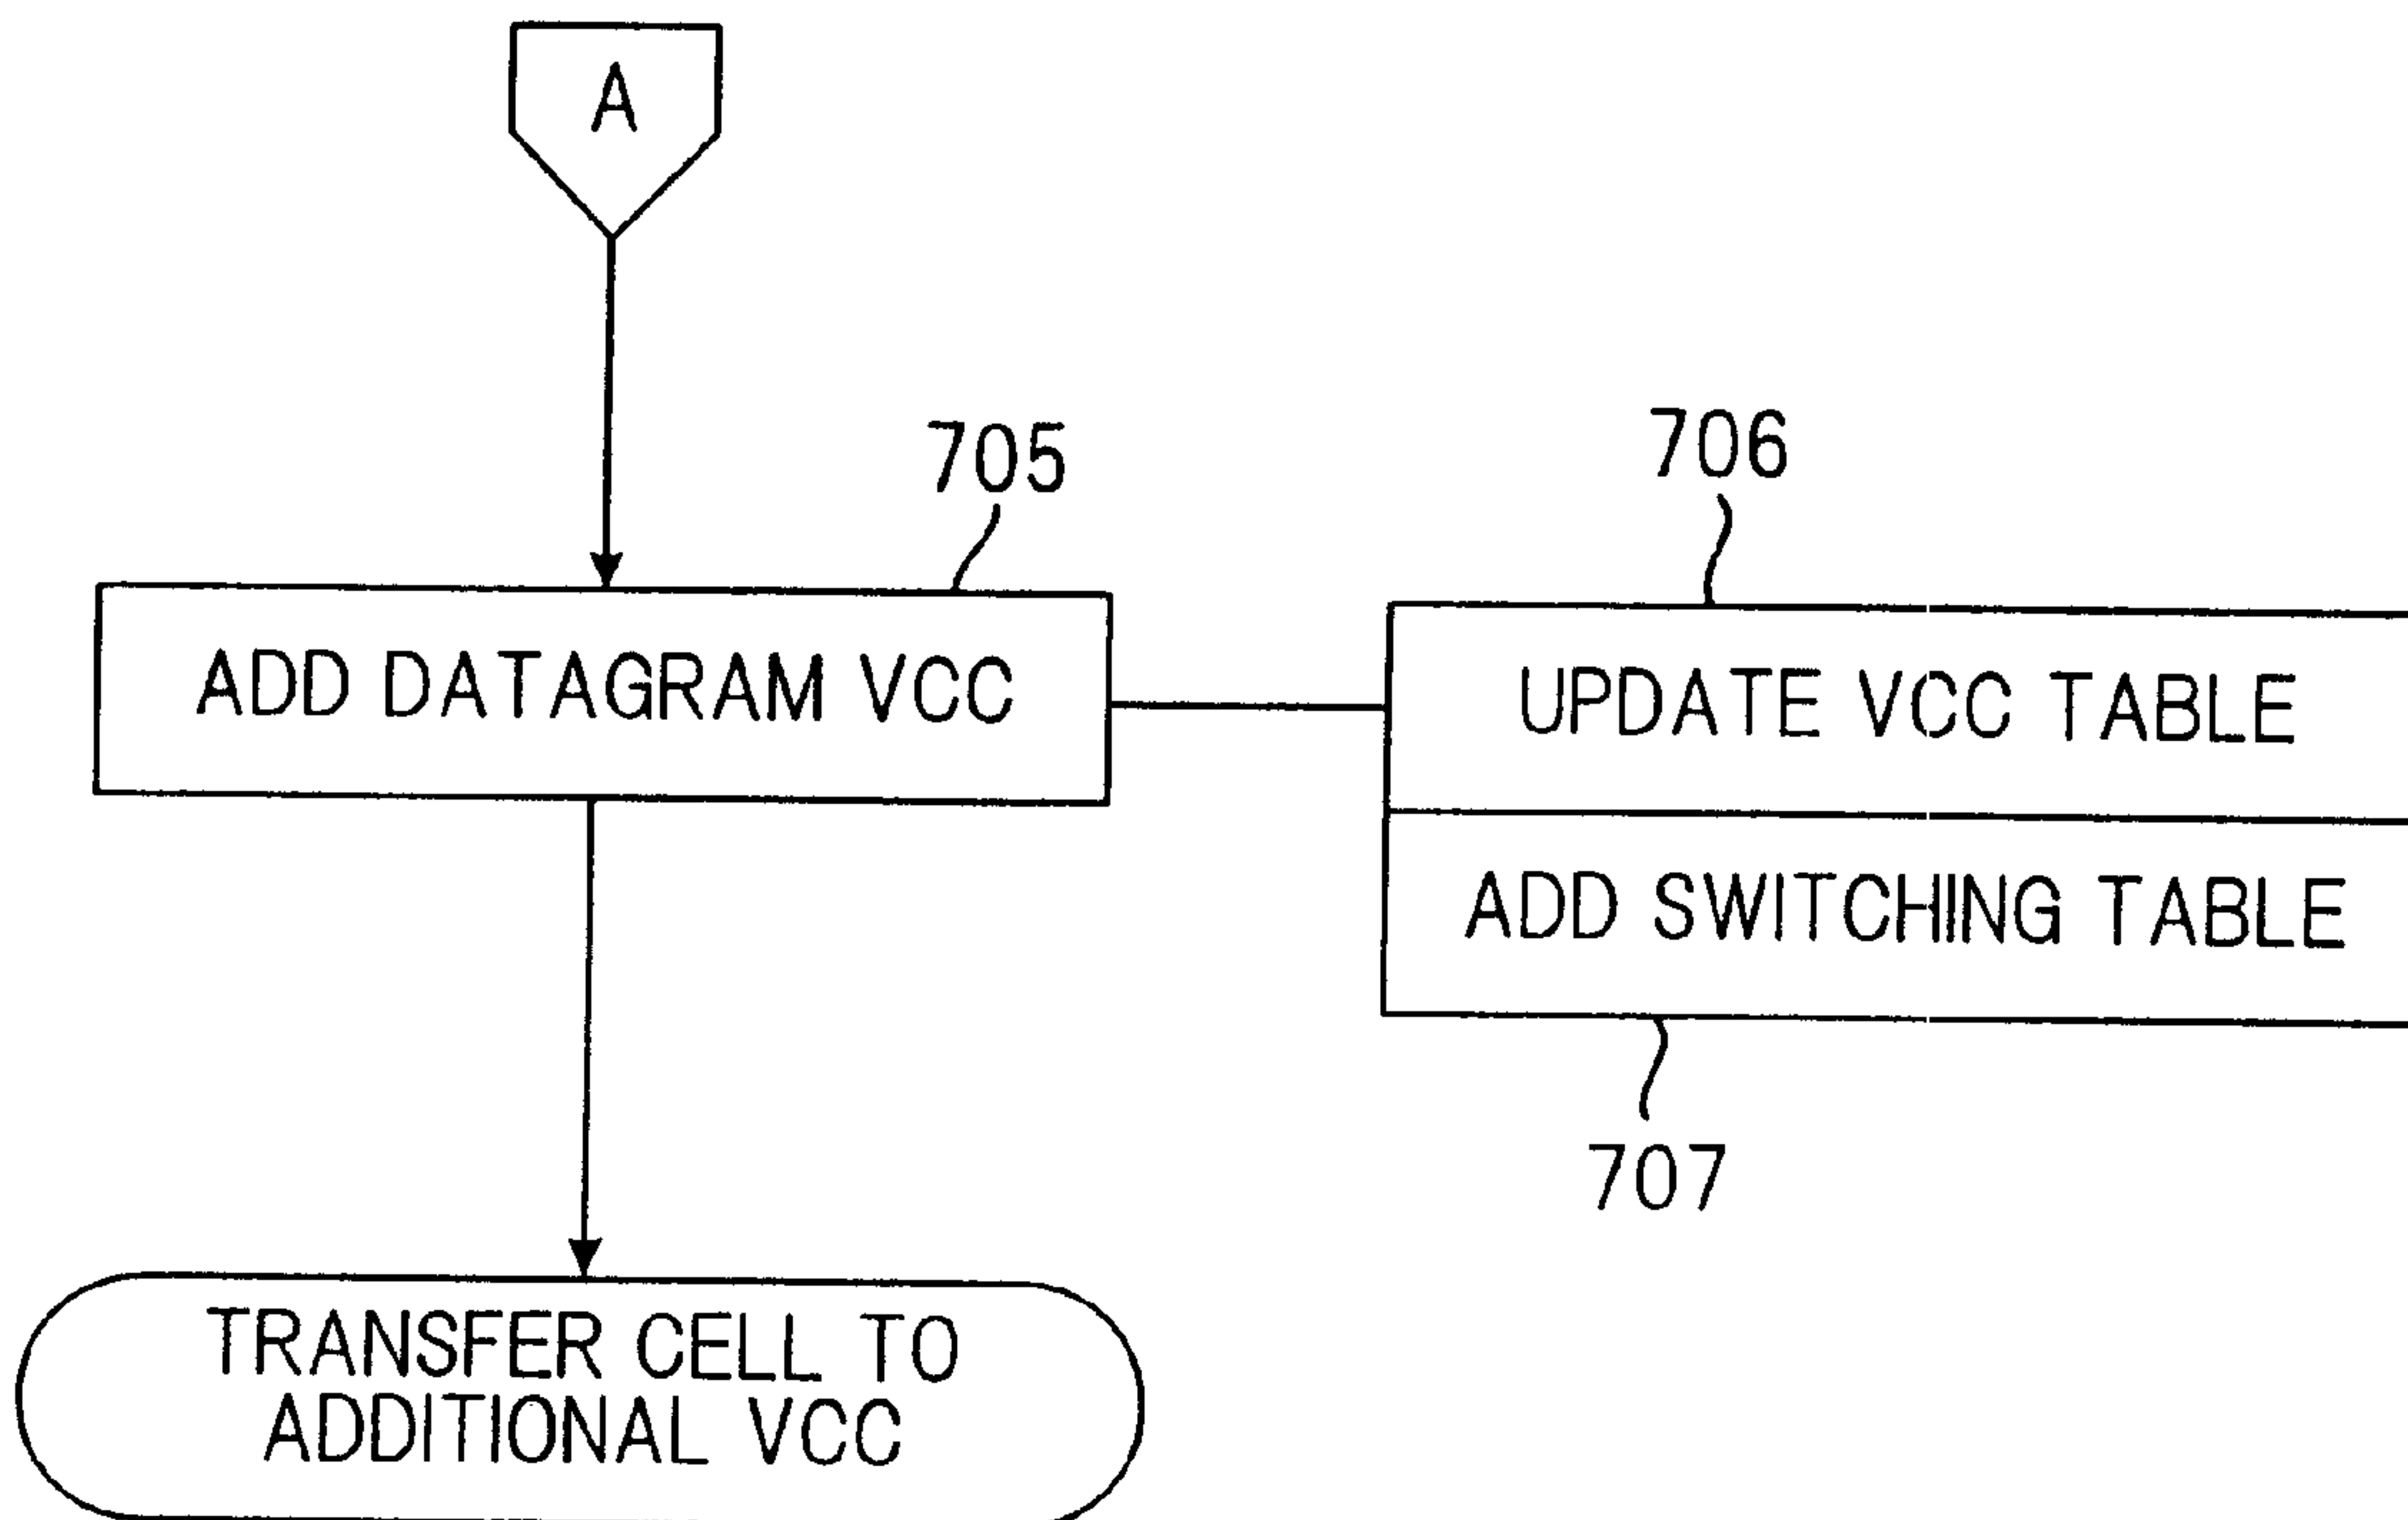 A
705
706
ADD DATAGRAM VCC
UPDATE VCC TABLE
ADD SWITCHING TABLE
707
TRANSFER CELL TO
ADDITIONAL VCC